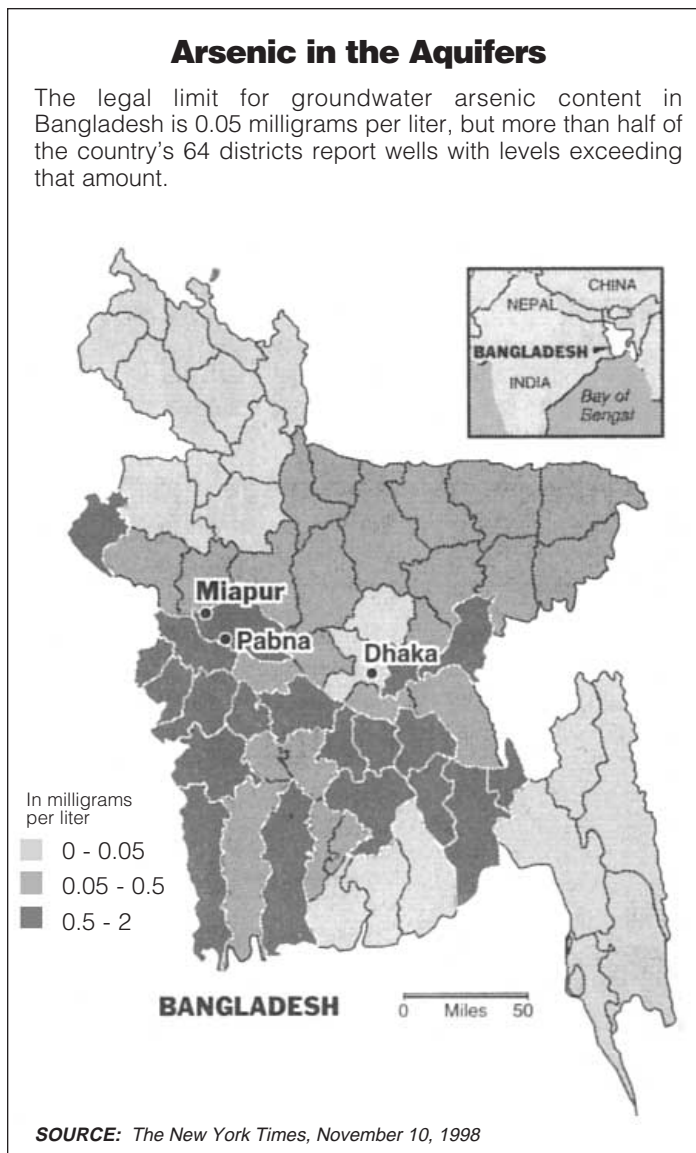 Arsenic in the Aquifers
The legal limit for groundwater arsenic content in
Bangladesh is 0.05 milligrams per liter, but more than half of
the country's 64 districts report wells with levels exceeding
that amount.
CHINA
NEPAL
BANGLADESH
INDIA
Bay of
Bengal
Miapur
Pabna
Dhaka
In milligrams
per liter
0 - 0.05
0.05 - 0.5
0.5 - 2
BANGLADESH
0 Miles 50
SOURCE: The New York Times, November 10, 1998